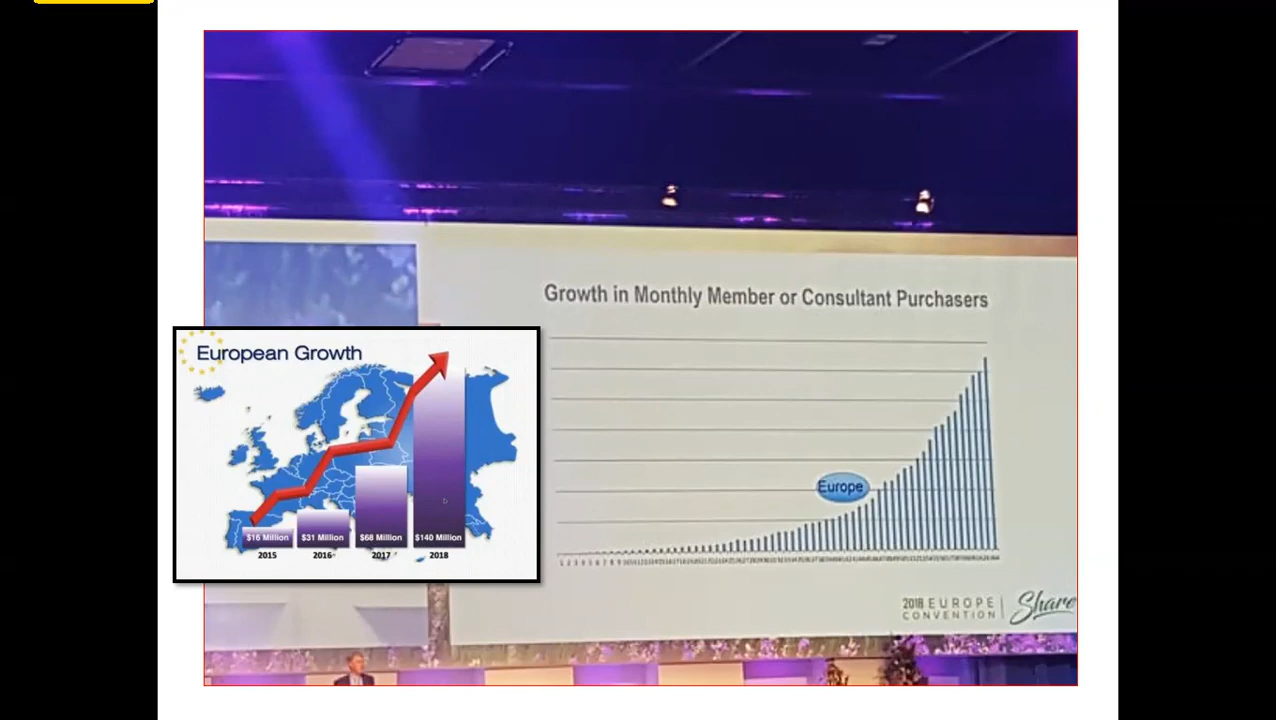 Growth in Monthly Member or Consultant Purchasers
Europe
2018 EUROPE
CONVENTION
Share
European Growth
$16 Million
$31 Million
$68 Million
$140 Million
2015
2016
2017
2018